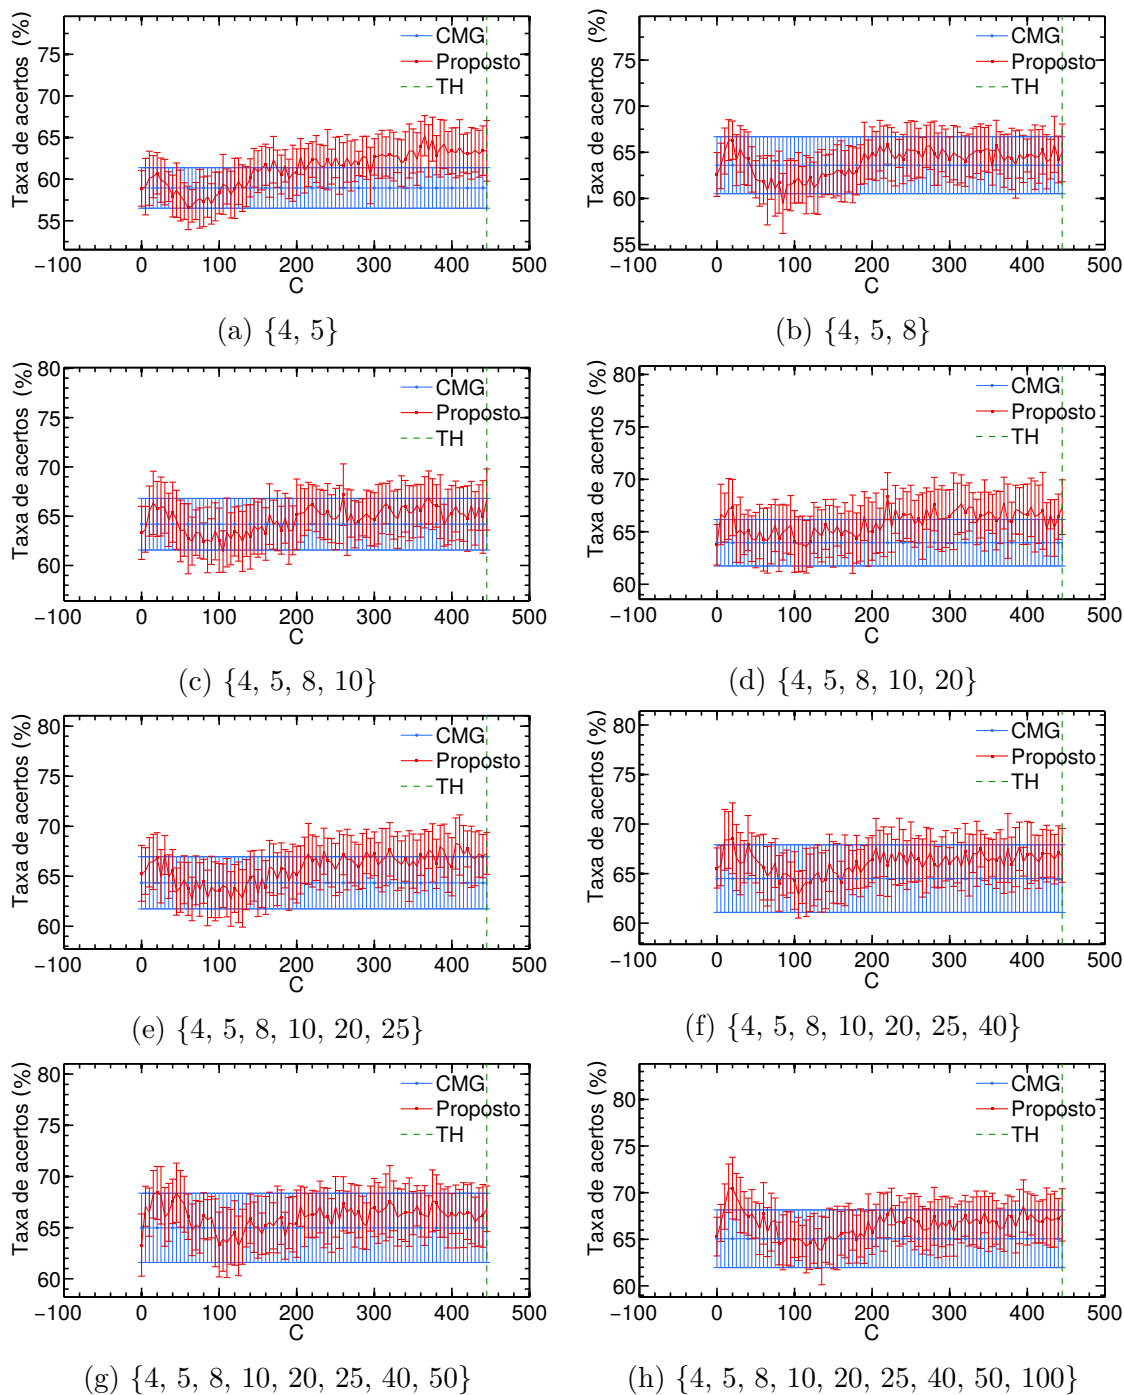 Taxa de acertos (%)
75
70
65
60
55
−100 0 100 200 300 400 500
C
CMG
Proposto
TH
(a) {4, 5}
Taxa de acertos (%)
75
70
65
60
55
−100 0 100 200 300 400 500
C
CMG
Proposto
TH
(b) {4, 5, 8}
Taxa de acertos (%)
80
75
70
65
60
−100 0 100 200 300 400 500
C
CMG
Proposto
TH
(c) {4, 5, 8, 10}
Taxa de acertos (%)
80
75
70
65
60
−100 0 100 200 300 400 500
C
CMG
Proposto
TH
(d) {4, 5, 8, 10, 20}
Taxa de acertos (%)
80
75
70
65
60
−100 0 100 200 300 400 500
C
CMG
Proposto
TH
(e) {4, 5, 8, 10, 20, 25}
Taxa de acertos (%)
80
75
70
65
60
−100 0 100 200 300 400 500
C
CMG
Proposto
TH
(f) {4, 5, 8, 10, 20, 25, 40}
Taxa de acertos (%)
80
75
70
65
60
−100 0 100 200 300 400 500
C
CMG
Proposto
TH
(g) {4, 5, 8, 10, 20, 25, 40, 50}
Taxa de acertos (%)
80
75
70
65
60
−100 0 100 200 300 400 500
C
CMG
Proposto
TH
(h) {4, 5, 8, 10, 20, 25, 40, 50, 100}